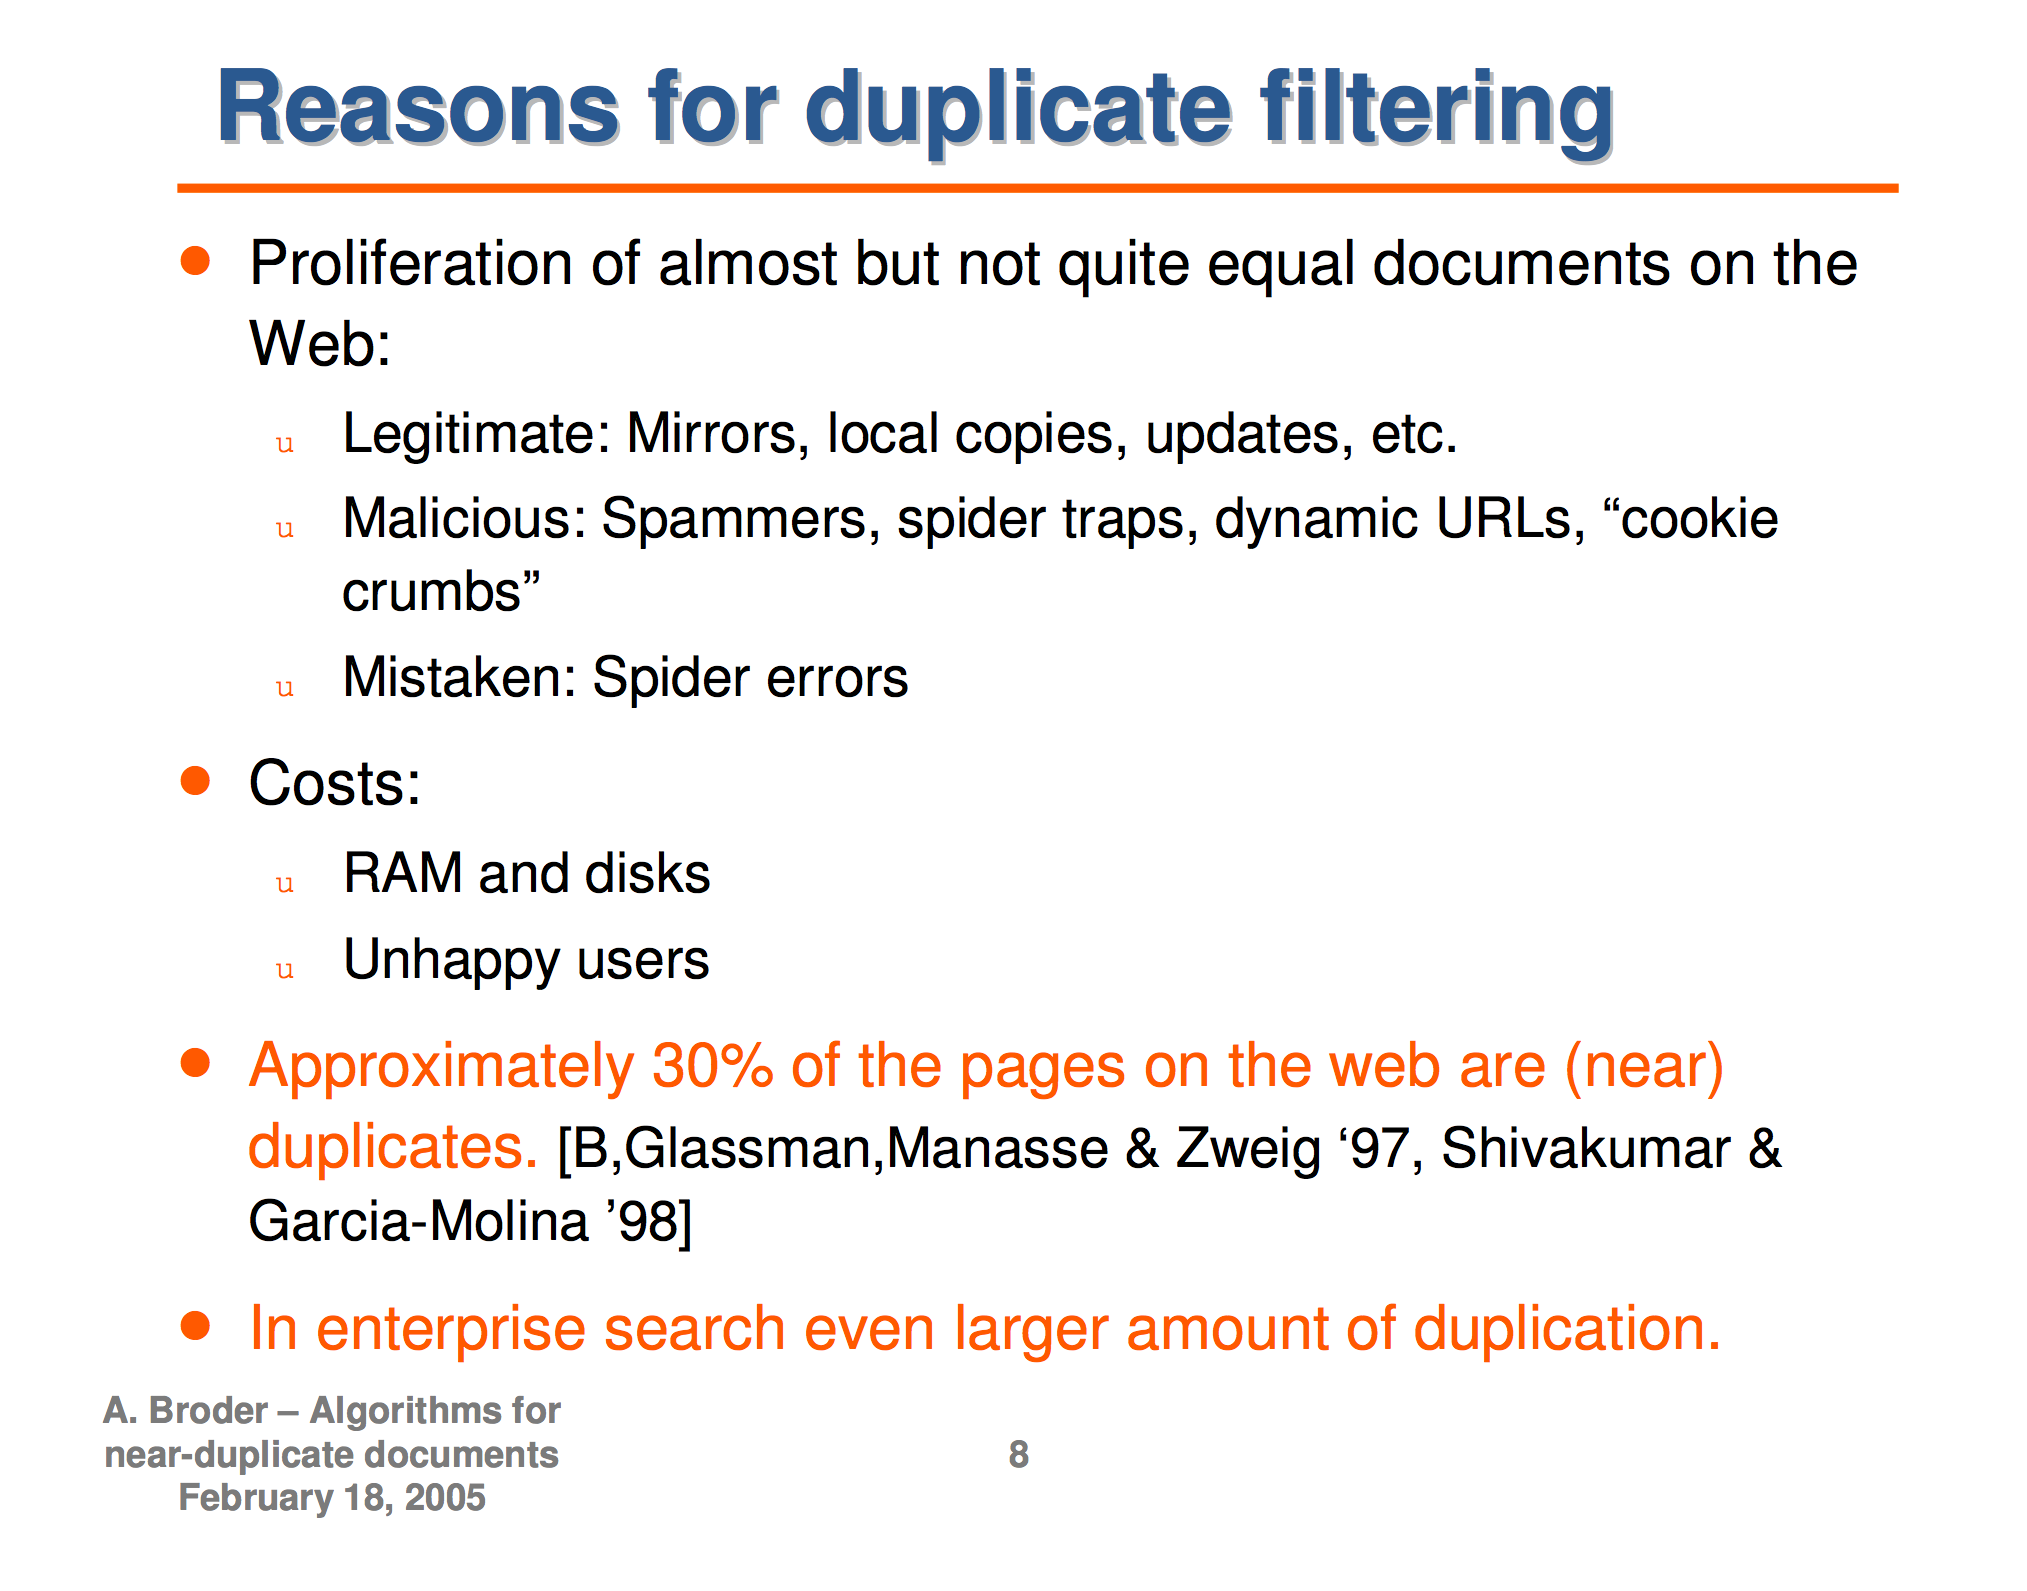 Reasons for duplicate filtering
● Proliferation of almost but not quite equal documents on the
Web:
u Legitimate: Mirrors, local copies, updates, etc.
u Malicious: Spammers, spider traps, dynamic URLs, “cookie
crumbs”
u Mistaken: Spider errors
● Costs:
u RAM and disks
u Unhappy users
● Approximately 30% of the pages on the web are (near)
duplicates. [B,Glassman,Manasse & Zweig ‘97, Shivakumar &
Garcia-Molina ’98]
● In enterprise search even larger amount of duplication.
A. Broder – Algorithms for
near-duplicate documents
February 18, 2005
8